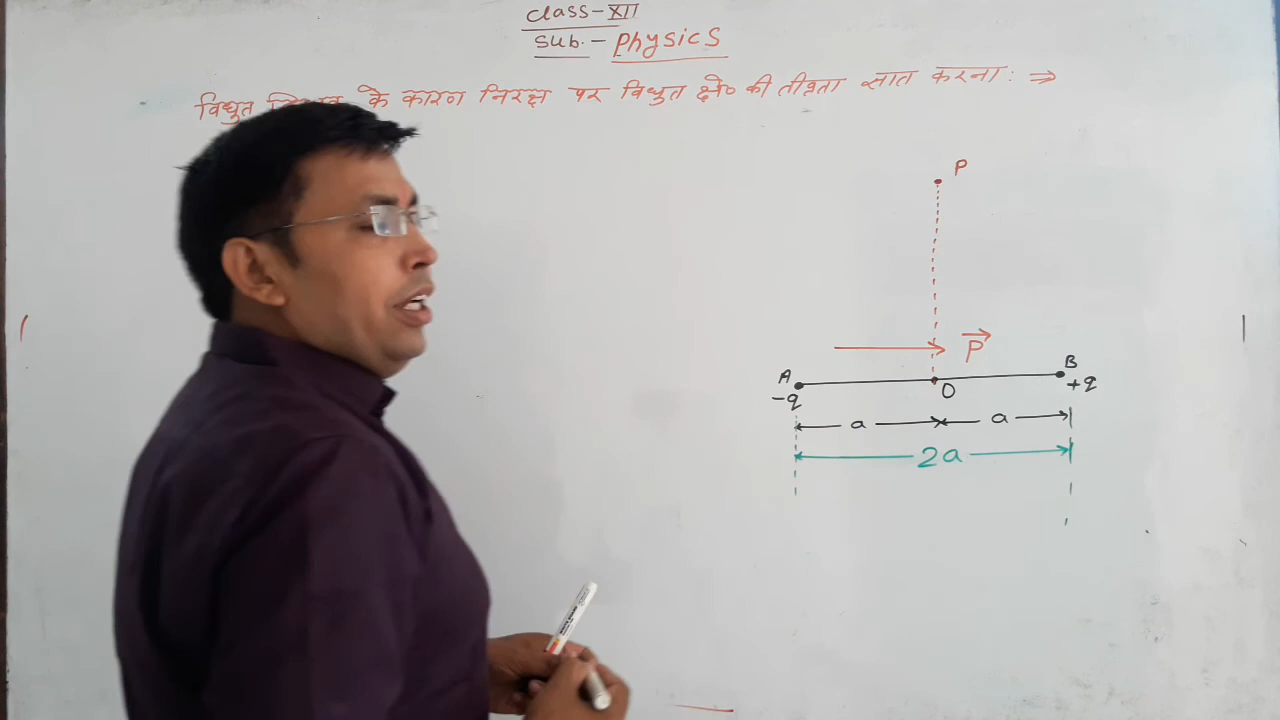 Class-XII
Sub.- Physics
विधुत के कारण निरक्ष पर विधुत क्षे० की तीव्रता ज्ञात करना: ⇒
P
P⃗
A
B
-q
O
+q
a
a
2a